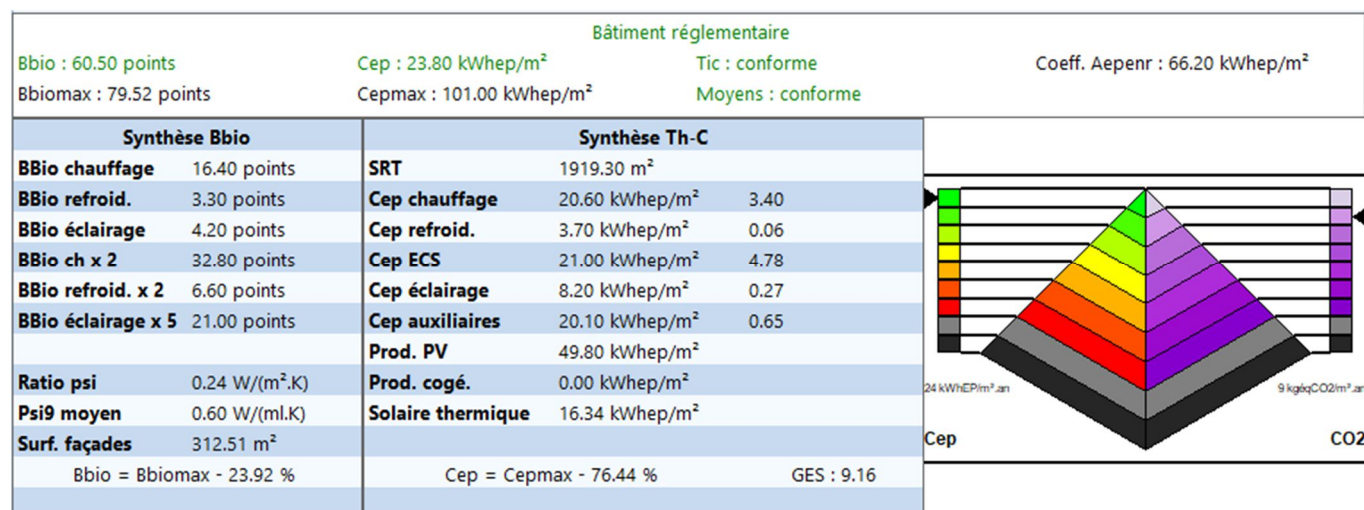 Bâtiment réglementaire
Bbio : 60.50 points Cep : 23.80 kWhep/m² Tic : conforme Coeff. Aepenr : 66.20 kWhep/m²
Bbiomax : 79.52 points Cepmax : 101.00 kWhep/m² Moyens : conforme
Synthèse Bbio Synthèse Th-C
BBio chauffage 16.40 points SRT 1919.30 m²
BBio refroid. 3.30 points Cep chauffage 20.60 kWhep/m² 3.40
BBio éclairage 4.20 points Cep refroid. 3.70 kWhep/m² 0.06
BBio ch x 2 32.80 points Cep ECS 21.00 kWhep/m² 4.78
BBio refroid. x 2 6.60 points Cep éclairage 8.20 kWhep/m² 0.27
BBio éclairage x 5 21.00 points Cep auxiliaires 20.10 kWhep/m² 0.65
Prod. PV 49.80 kWhep/m²
Ratio psi 0.24 W/(m².K) Prod. cogé. 0.00 kWhep/m²
Psi9 moyen 0.60 W/(ml.K) Solaire thermique 16.34 kWhep/m²
Surf. façades 312.51 m²
Bbio = Bbiomax - 23.92 % Cep = Cepmax - 76.44 % GES : 9.16
24 kWhEP/m².an 9 kgéqCO2/m².an
Cep CO2